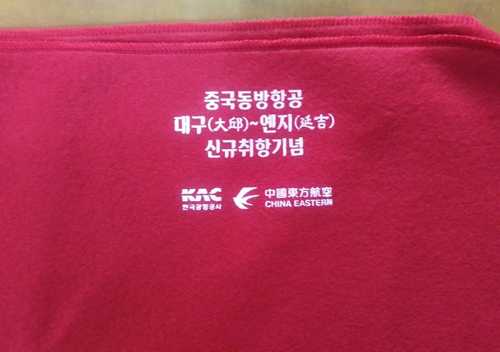 중국동방항공
대구(大邱)~옌지(延吉)
신규취항기념
KAC
한국공항공사
中國東方航空
CHINA EASTERN